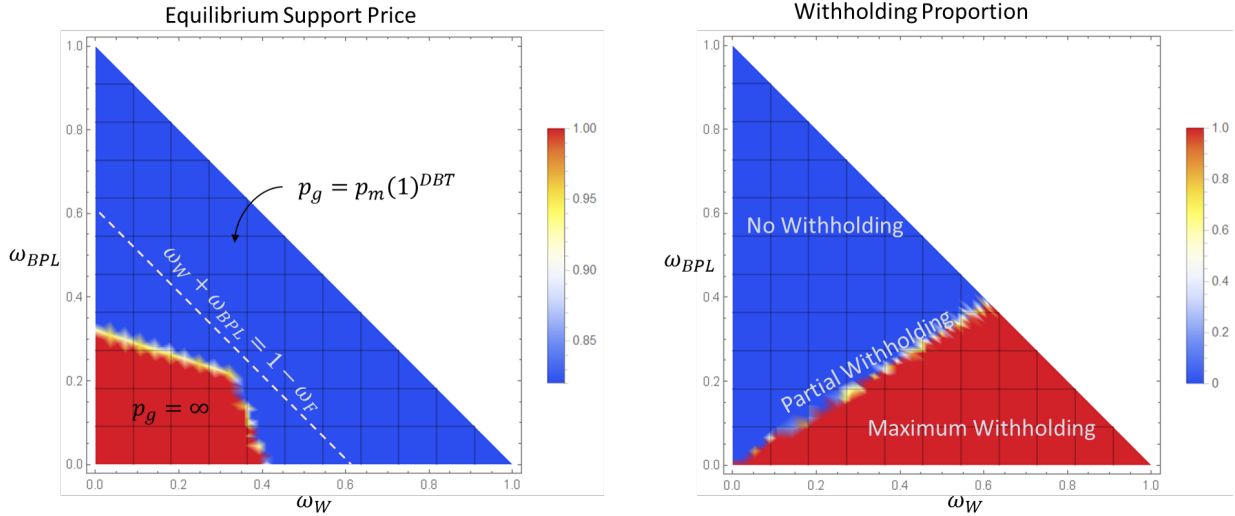 Equilibrium Support Price
1.0
0.8
0.6
0.4
0.2
0.0
0.0
0.2
0.4
0.6
0.8
1.0
ω_BPL
ω_W
p_g = p_m(1)^DBT
ω_W + ω_BPL = 1 − ω_F
p_g = ∞
1.00
0.95
0.90
0.85
Withholding Proportion
1.0
0.8
0.6
0.4
0.2
0.0
0.0
0.2
0.4
0.6
0.8
1.0
ω_BPL
ω_W
No Withholding
Partial Withholding
Maximum Withholding
1.0
0.8
0.6
0.4
0.2
0